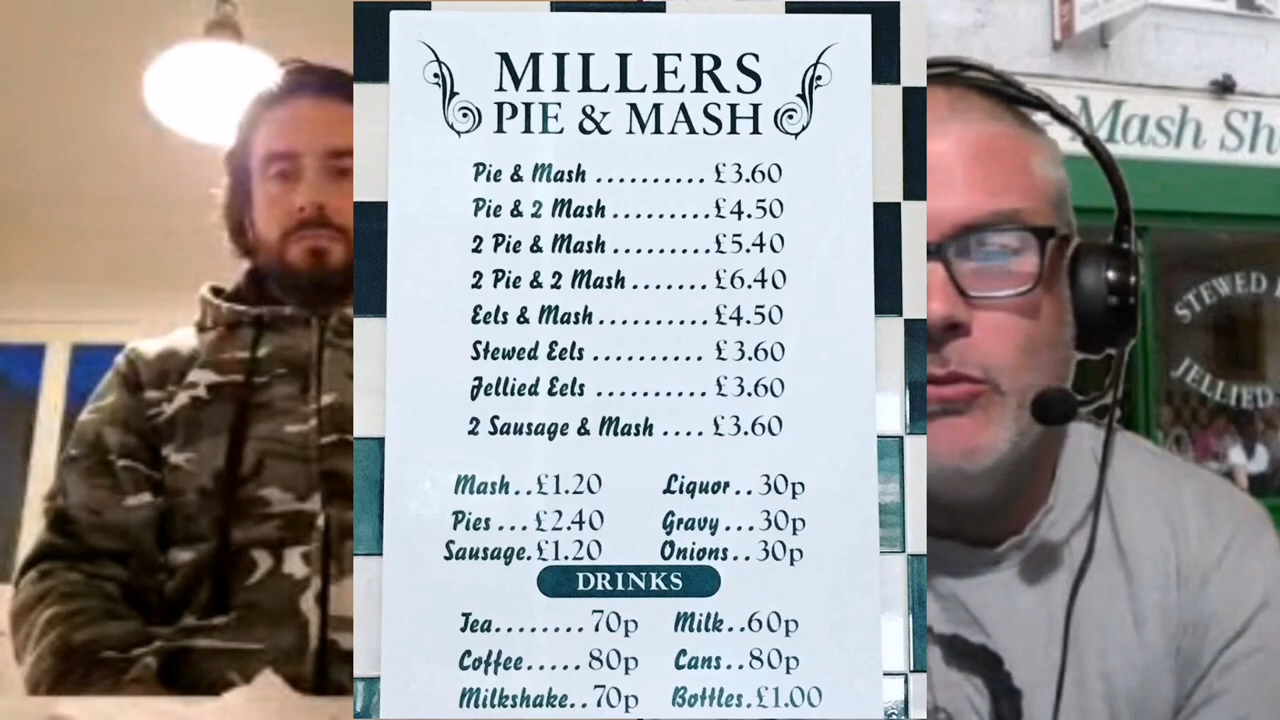 MILLERS
PIE & MASH
Pie & Mash .......... £3.60
Pie & 2 Mash .........£4.50
2 Pie & Mash .........£5.40
2 Pie & 2 Mash .......£6.40
Eels & Mash..........£4.50
Stewed Eels .......... £3.60
Jellied Eels .......... £3.60
2 Sausage & Mash .... £3.60
Mash..£1.20 Liquor..30p
Pies ...£2.40 Gravy...30p
Sausage.£1.20 Onions..30p
DRINKS
Tea........70p Milk..60p
Coffee.....80p Cans..80p
Milkshake..70p Bottles.£1.00
Mash Sh
STEWED
JELLIED